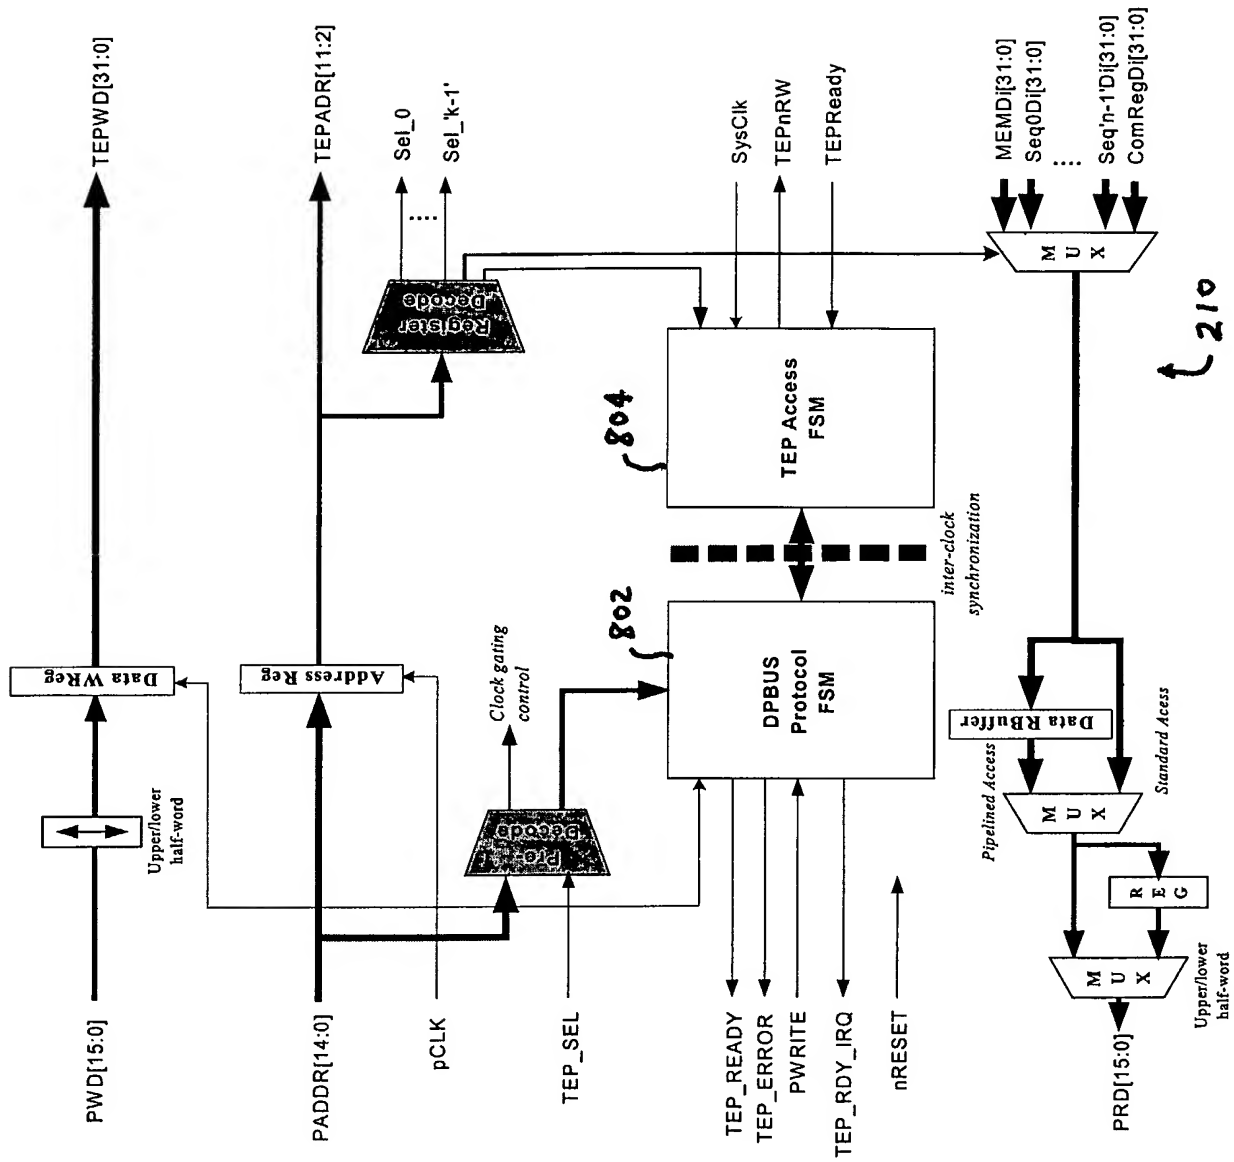 TEPWD[31:0]
TEPADR[11:2]
Sel_0
....
Sel_'k-1'
SysClk
TEPnRW
TEPReady
MEMDi[31:0]
Seq0Di[31:0]
....
Seq'n-1'Di[31:0]
ComRegDi[31:0]
Register
Decode
M U X
210
804
TEP Access
FSM
inter-clock
synchronization
802
DPBUS
Protocol
FSM
Data WReg
Address Reg
Clock gating
control
Pre-
Decode
Upper/lower
half-word
Data RBuffer
Pipelined Access
Standard Acess
M U X
R E G
M U X
Upper/lower
half-word
PWD[15:0]
PADDR[14:0]
pCLK
TEP_SEL
TEP_READY
TEP_ERROR
PWRITE
TEP_RDY_IRQ
nRESET
PRD[15:0]